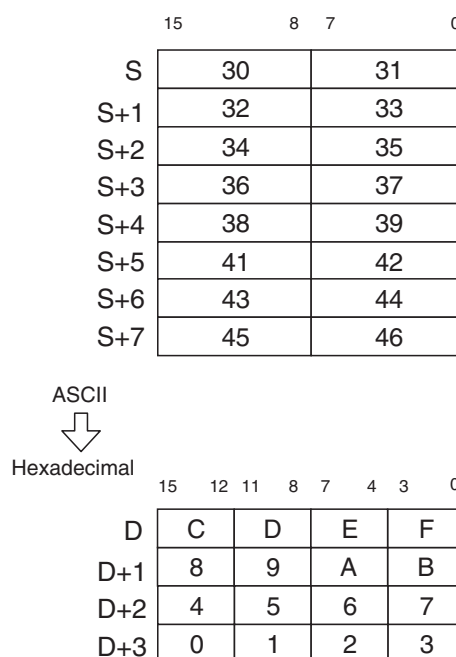 15 8 7 0
S 30 31
S+1 32 33
S+2 34 35
S+3 36 37
S+4 38 39
S+5 41 42
S+6 43 44
S+7 45 46
ASCII
Hexadecimal
15 12 11 8 7 4 3 0
D C D E F
D+1 8 9 A B
D+2 4 5 6 7
D+3 0 1 2 3